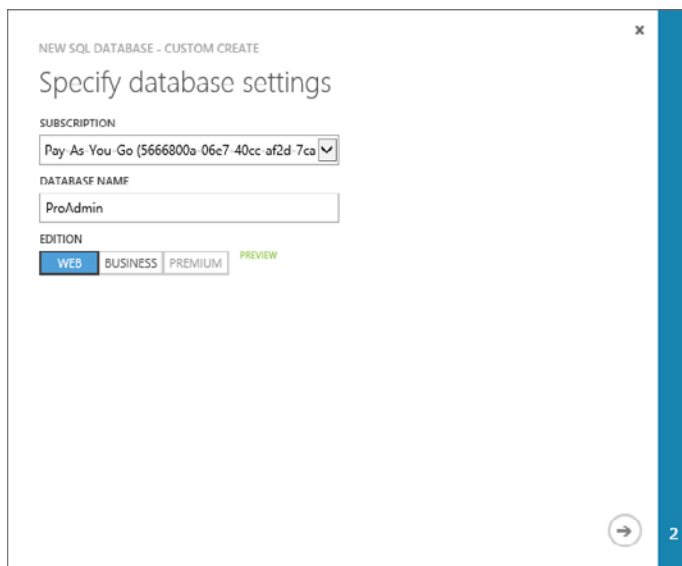 x
NEW SQL DATABASE - CUSTOM CREATE
Specify database settings
SUBSCRIPTION
Pay-As-You-Go (5666800a-06e7-40cc-af2d-7ca
DATABASE NAME
ProAdmin
EDITION
WEB BUSINESS PREMIUM PREVIEW
2